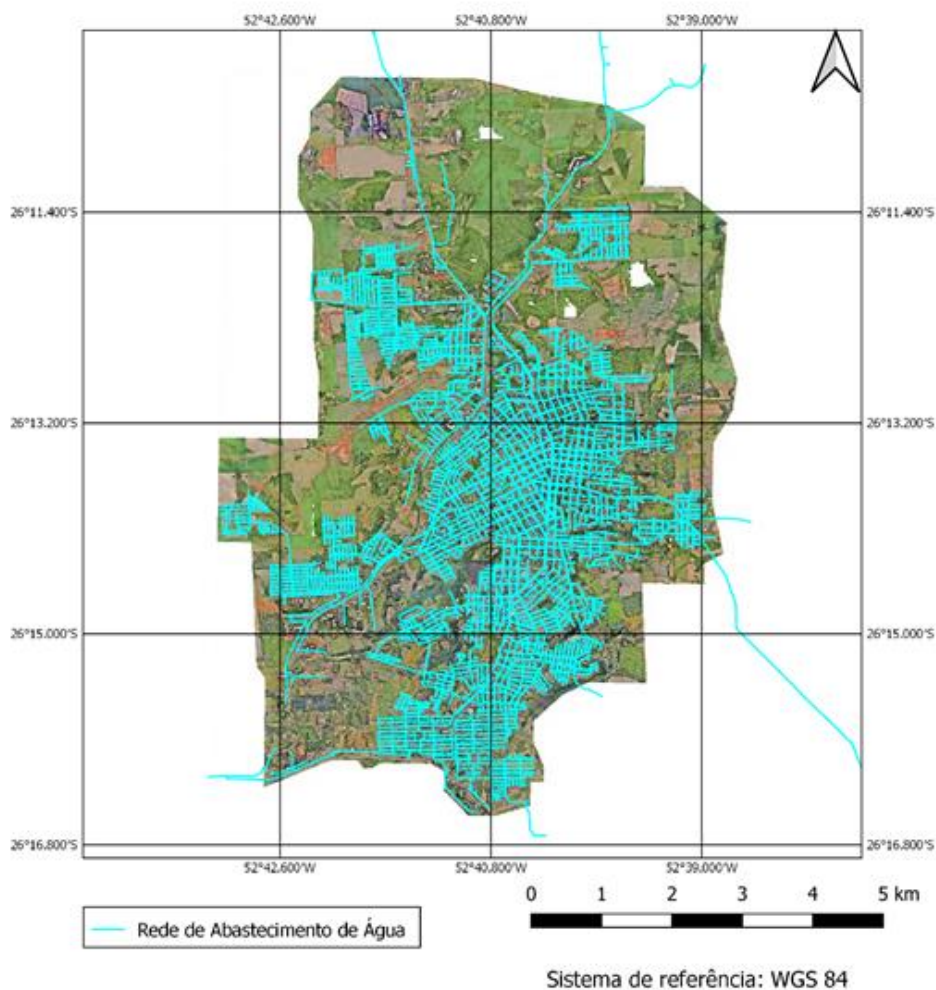 52°42.600'W 52°40.800'W 52°39.000'W
26°11.400'S 26°11.400'S
26°13.200'S 26°13.200'S
26°15.000'S 26°15.000'S
26°16.800'S 26°16.800'S
52°42.600'W 52°40.800'W 52°39.000'W
0 1 2 3 4 5 km
Rede de Abastecimento de Água
Sistema de referência: WGS 84